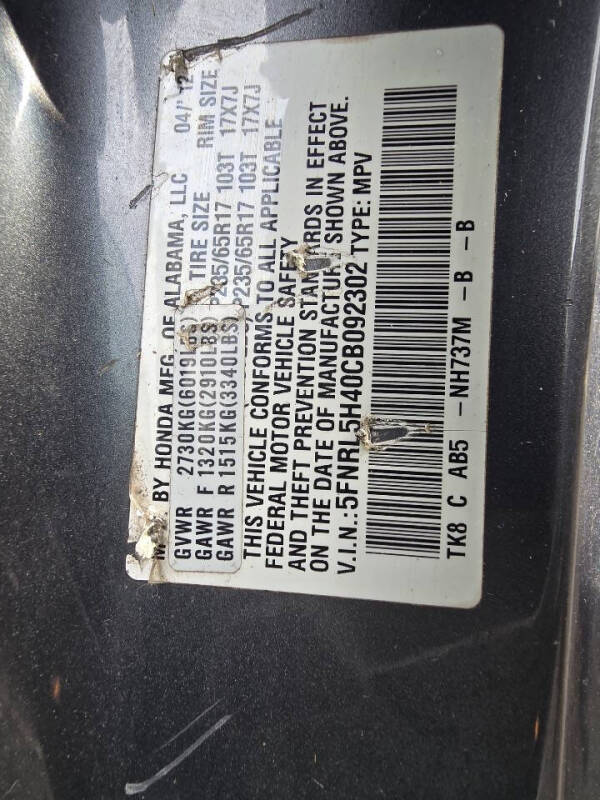 BY HONDA MFG. OF ALABAMA, LLC 04/'12
GVWR 2730KG(6019LBS) TIRE SIZE RIM SIZE
GAWR F 1320KG(2910LBS) P235/65R17 103T 17X7J
GAWR R 1515KG(3340LBS) P235/65R17 103T 17X7J
THIS VEHICLE CONFORMS TO ALL APPLICABLE
FEDERAL MOTOR VEHICLE SAFETY
AND THEFT PREVENTION STANDARDS IN EFFECT
ON THE DATE OF MANUFACTURE SHOWN ABOVE.
V.I.N.:5FNRL5H40CB092302 TYPE: MPV
TK8 C AB5 -NH737M -B -B